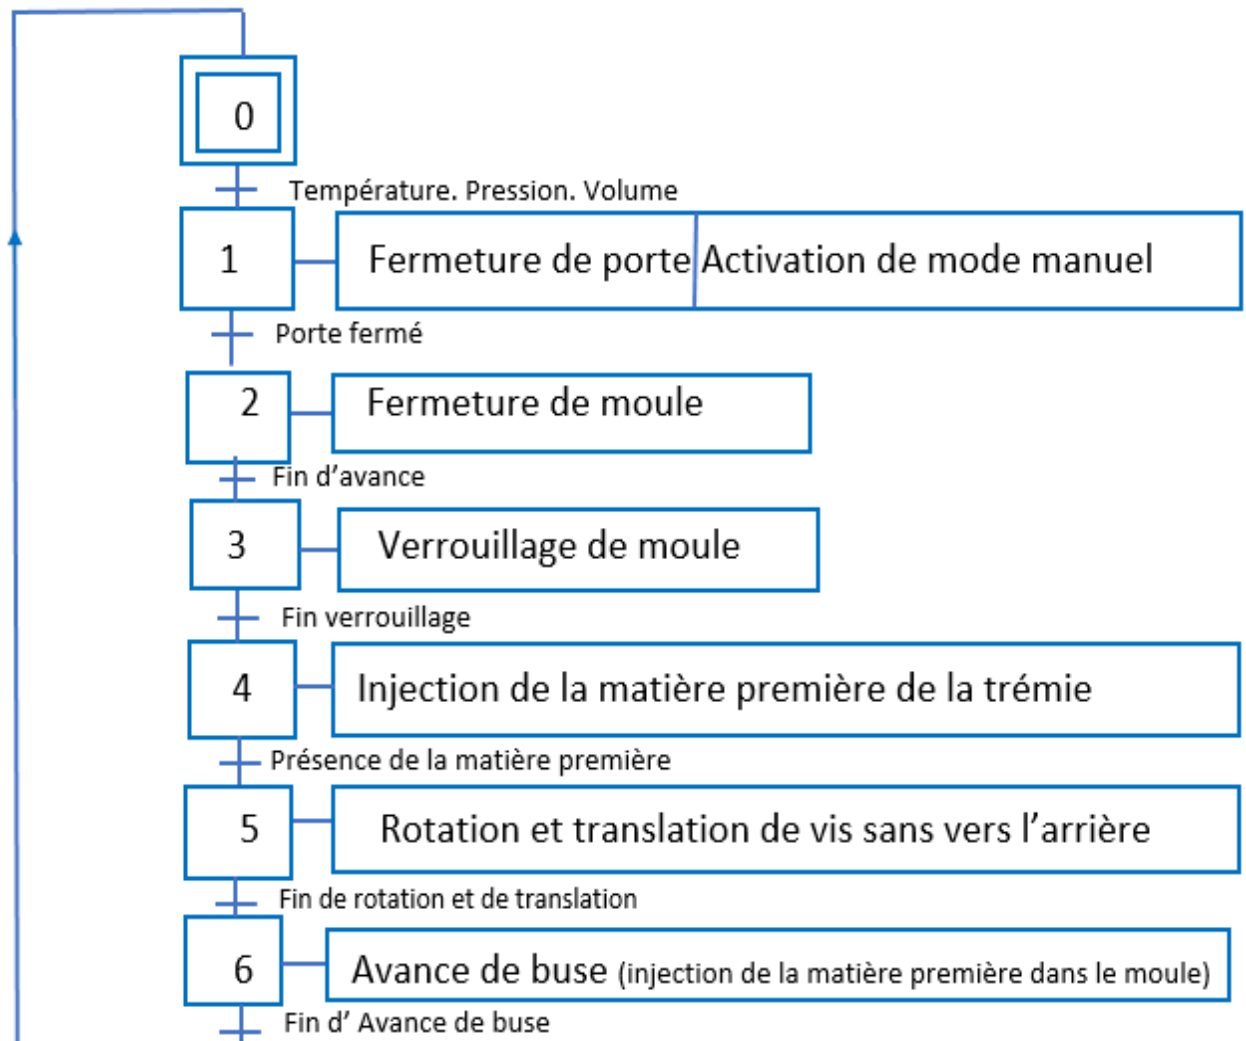 0
Température. Pression. Volume
1 Fermeture de porte Activation de mode manuel
Porte fermé
2 Fermeture de moule
Fin d’avance
3 Verrouillage de moule
Fin verrouillage
4 Injection de la matière première de la trémie
Présence de la matière première
5 Rotation et translation de vis sans vers l’arrière
Fin de rotation et de translation
6 Avance de buse (injection de la matière première dans le moule)
Fin d’ Avance de buse